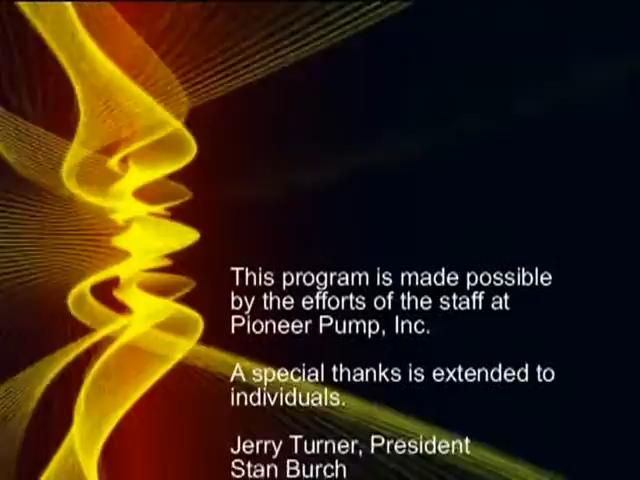 This program is made possible
by the efforts of the staff at
Pioneer Pump, Inc.
A special thanks is extended to
individuals.
Jerry Turner, President
Stan Burch